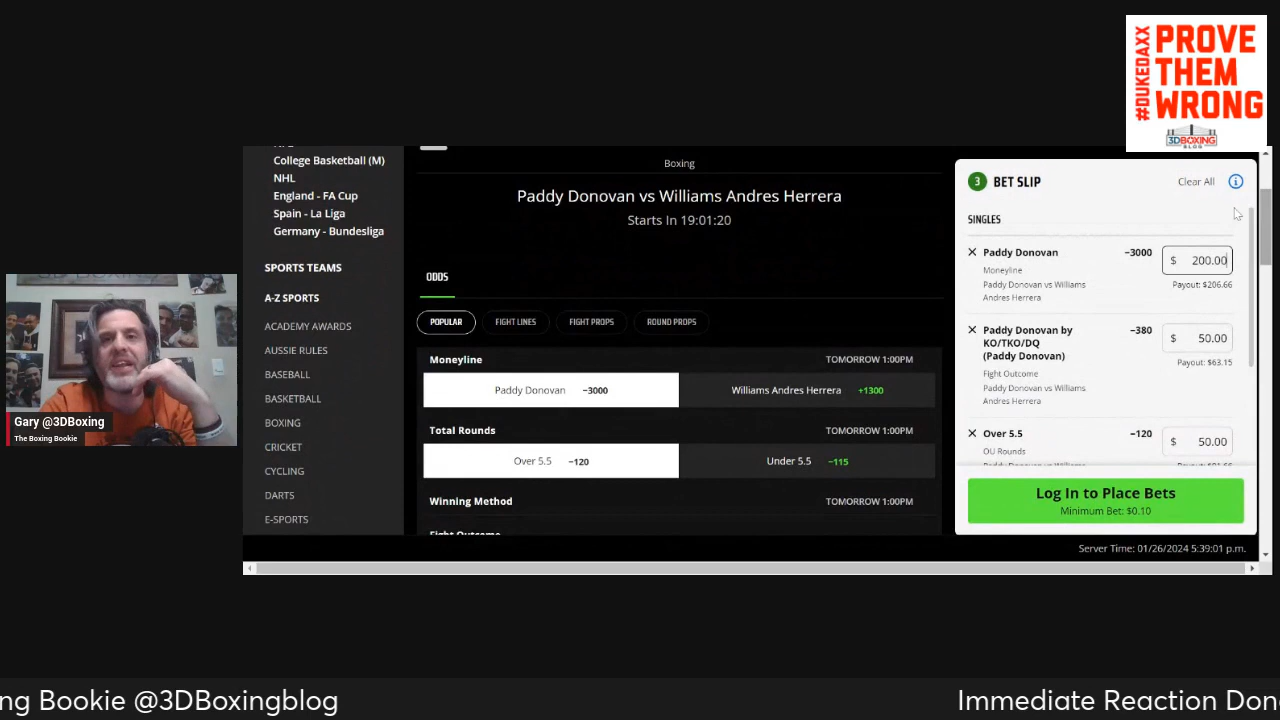 #DUKEDAXX
PROVE
THEM
WRONG
3DBOXING
BLOG
College Basketball (M)
NHL
England - FA Cup
Spain - La Liga
Germany - Bundesliga
SPORTS TEAMS
A-Z SPORTS
ACADEMY AWARDS
AUSSIE RULES
BASEBALL
BASKETBALL
BOXING
CRICKET
CYCLING
DARTS
E-SPORTS
Boxing
Paddy Donovan vs Williams Andres Herrera
Starts In 19:01:20
ODDS
POPULAR FIGHT LINES FIGHT PROPS ROUND PROPS
Moneyline TOMORROW 1:00PM
Paddy Donovan −3000 Williams Andres Herrera +1300
Total Rounds TOMORROW 1:00PM
Over 5.5 −120 Under 5.5 −115
Winning Method TOMORROW 1:00PM
Fight Outcome
3 BET SLIP Clear All
SINGLES
Paddy Donovan −3000 $ 200.00
Moneyline
Payout: $206.66
Paddy Donovan vs Williams
Andres Herrera
Paddy Donovan by −380 $ 50.00
KO/TKO/DQ
(Paddy Donovan)
Payout: $63.15
Fight Outcome
Paddy Donovan vs Williams
Andres Herrera
Over 5.5 −120 $ 50.00
OU Rounds
Paddy Donovan vs Williams
Log In to Place Bets
Minimum Bet: $0.10
Server Time: 01/26/2024 5:39:01 p.m.
Gary @3DBoxing
The Boxing Bookie
ng Bookie @3DBoxingblog
Immediate Reaction Don